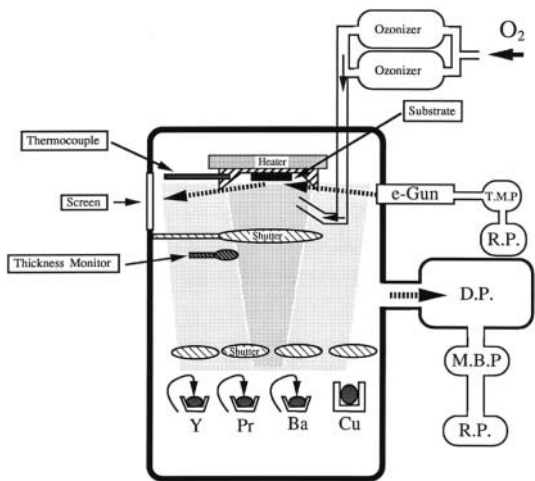 Ozonizer
O2
Ozonizer
Substrate
Thermocouple
Heater
Screen
e-Gun
T.M.P
R.P.
Shutter
Thickness Monitor
D.P.
Shutter
M.B.P
Y Pr Ba Cu
R.P.